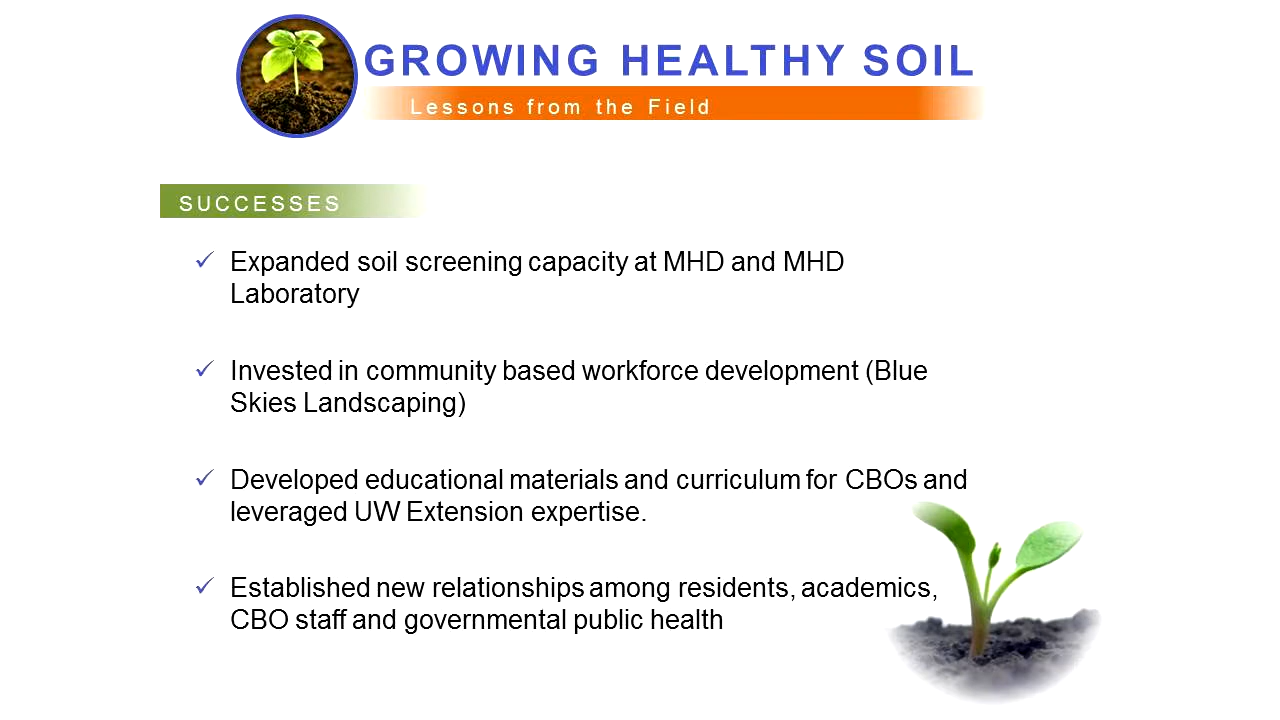 GROWING HEALTHY SOIL
Lessons from the Field
SUCCESSES
✓ Expanded soil screening capacity at MHD and MHD
Laboratory
✓ Invested in community based workforce development (Blue
Skies Landscaping)
✓ Developed educational materials and curriculum for CBOs and
leveraged UW Extension expertise.
✓ Established new relationships among residents, academics,
CBO staff and governmental public health